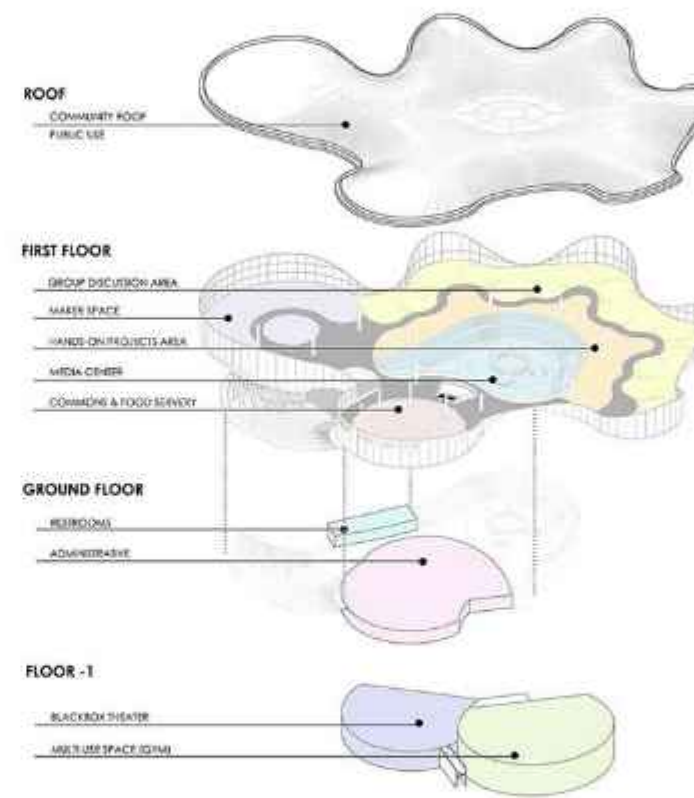 ROOF
COMMUNITY ROOF
PUBLIC USE
FIRST FLOOR
GROUP DISCUSSION AREA
MAKER SPACE
HANDS-ON PROJECTS AREA
MEDIA CENTER
COMMONS & FOOD SERVERY
GROUND FLOOR
RESTROOMS
ADMINISTRATIVE
FLOOR -1
BLACKBOX THEATER
MULTI USE SPACE (GYM)